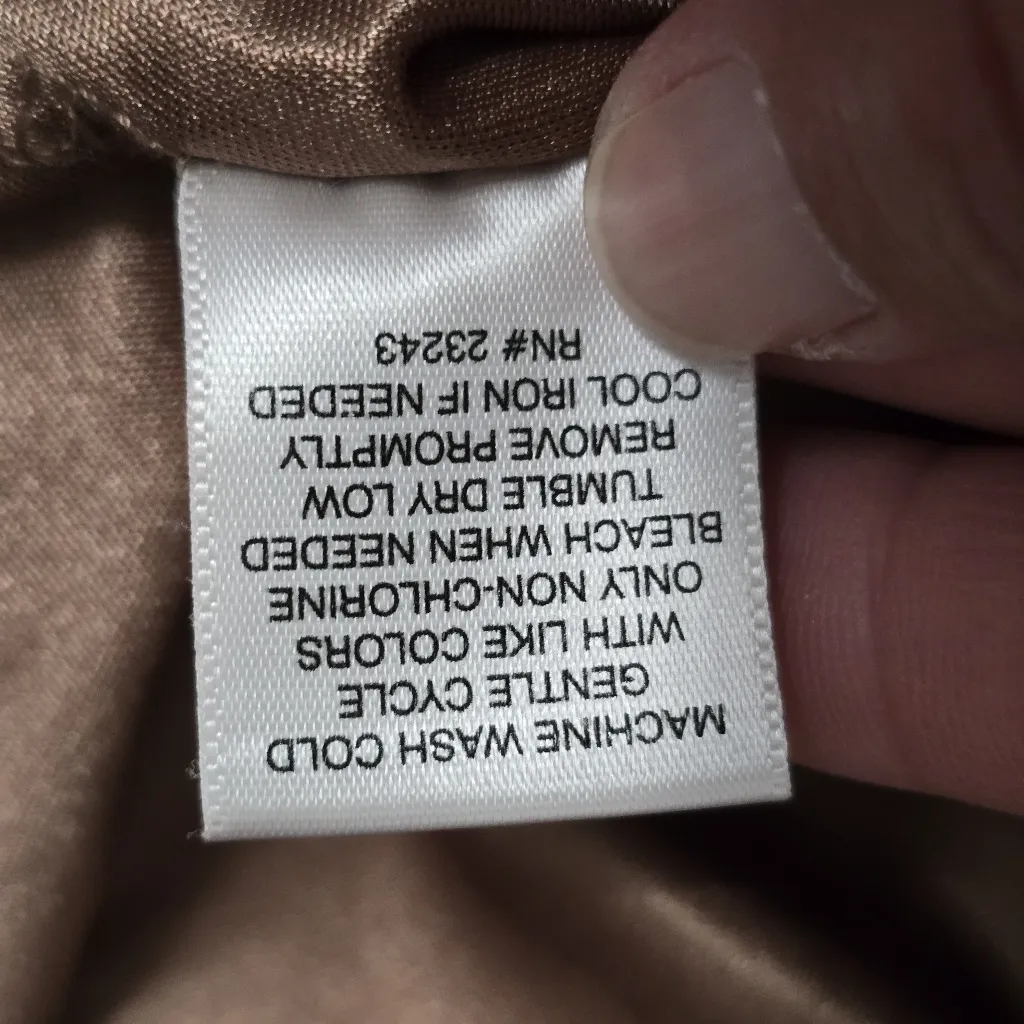 MACHINE WASH COLD
GENTLE CYCLE
WITH LIKE COLORS
ONLY NON-CHLORINE
BLEACH WHEN NEEDED
TUMBLE DRY LOW
REMOVE PROMPTLY
COOL IRON IF NEEDED
RN# 23243